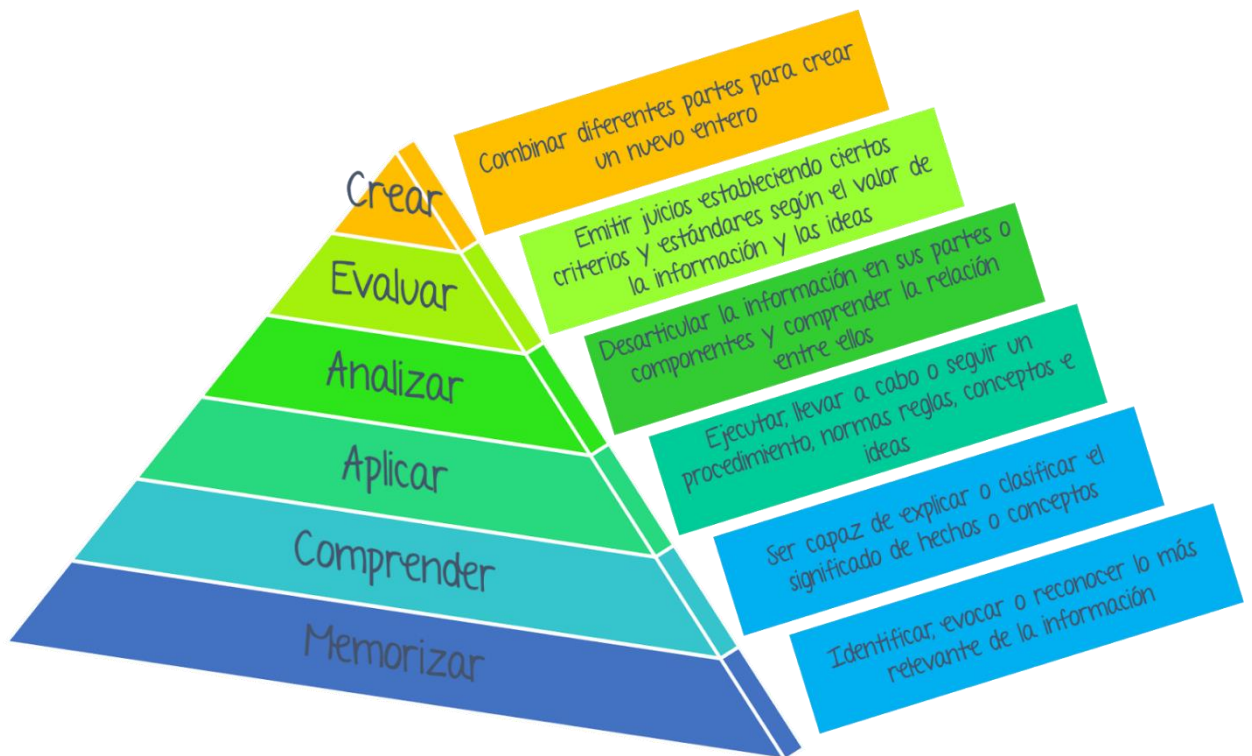 Crear
Combinar diferentes partes para crear
un nuevo entero
Evaluar
Emitir juicios estableciendo ciertos
criterios y estándares según el valor de
la información y las ideas
Analizar
Desarticular la información en sus partes o
componentes y comprender la relación
entre ellos
Aplicar
Ejecutar, llevar a cabo o seguir un
procedimiento, normas reglas, conceptos e
ideas
Comprender
Ser capaz de explicar o clasificar el
significado de hechos o conceptos
Memorizar
Identificar, evocar o reconocer lo más
relevante de la información